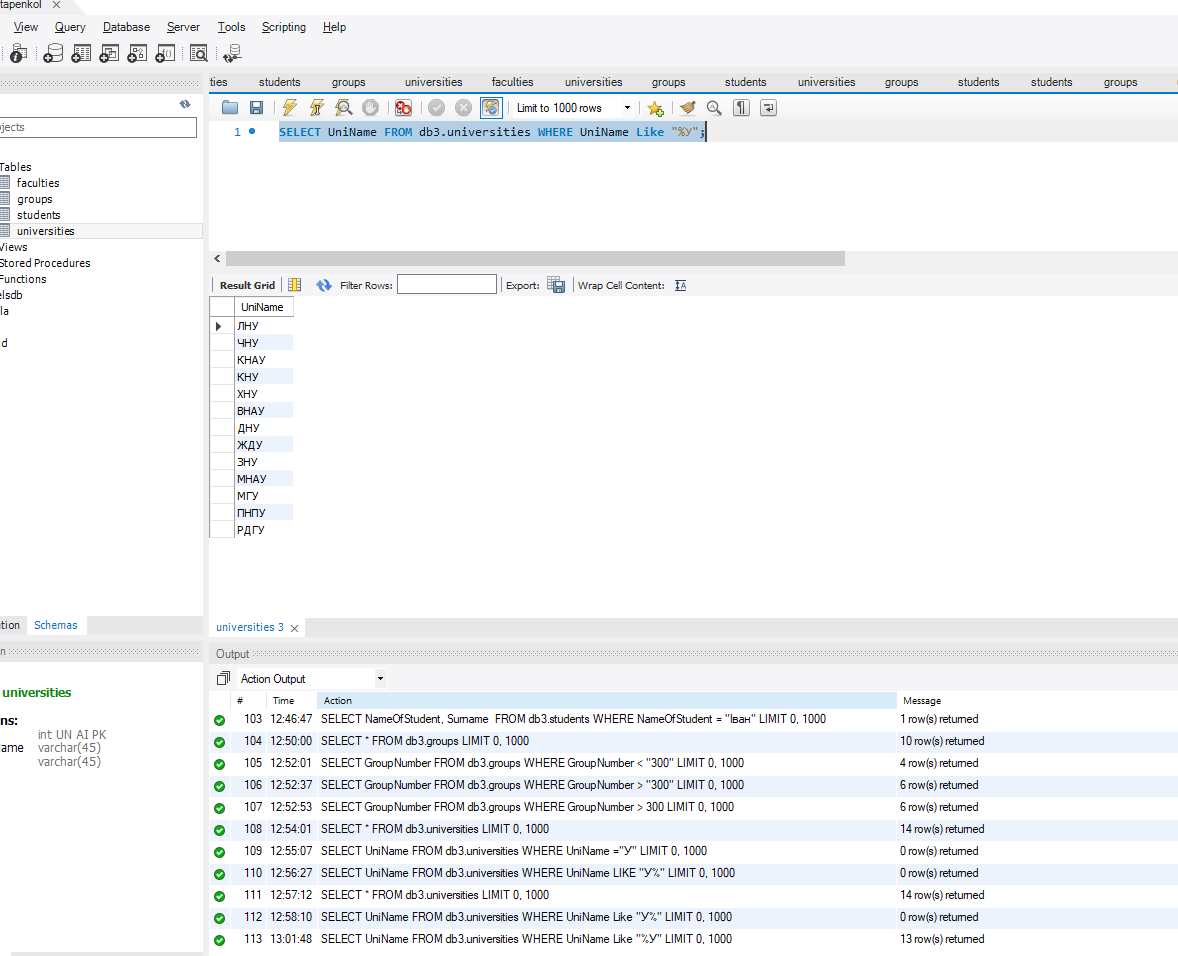 tapenkol
View Query Database Server Tools Scripting Help
ties students groups universities faculties universities groups students universities groups students students groups
Limit to 1000 rows
jects
1 SELECT UniName FROM db3.universities WHERE UniName Like "%У";
Tables
faculties
groups
students
universities
Views
Stored Procedures
Functions
elsdb
la
d
Result Grid Filter Rows: Export: Wrap Cell Content:
UniName
ЛНУ
ЧНУ
КНАУ
КНУ
ХНУ
ВНАУ
ДНУ
ЖДУ
ЗНУ
МНАУ
МГУ
ПНПУ
РДГУ
ation Schemas
universities 3
n
universities
ns:
int UN AI PK
ame varchar(45)
varchar(45)
Output
Action Output
# Time Action Message
103 12:46:47 SELECT NameOfStudent, Surname FROM db3.students WHERE NameOfStudent = "Іван" LIMIT 0, 1000 1 row(s) returned
104 12:50:00 SELECT * FROM db3.groups LIMIT 0, 1000 10 row(s) returned
105 12:52:01 SELECT GroupNumber FROM db3.groups WHERE GroupNumber < "300" LIMIT 0, 1000 4 row(s) returned
106 12:52:37 SELECT GroupNumber FROM db3.groups WHERE GroupNumber > "300" LIMIT 0, 1000 6 row(s) returned
107 12:52:53 SELECT GroupNumber FROM db3.groups WHERE GroupNumber > 300 LIMIT 0, 1000 6 row(s) returned
108 12:54:01 SELECT * FROM db3.universities LIMIT 0, 1000 14 row(s) returned
109 12:55:07 SELECT UniName FROM db3.universities WHERE UniName ="У" LIMIT 0, 1000 0 row(s) returned
110 12:56:27 SELECT UniName FROM db3.universities WHERE UniName LIKE "У%" LIMIT 0, 1000 0 row(s) returned
111 12:57:12 SELECT * FROM db3.universities LIMIT 0, 1000 14 row(s) returned
112 12:58:10 SELECT UniName FROM db3.universities WHERE UniName Like "У%" LIMIT 0, 1000 0 row(s) returned
113 13:01:48 SELECT UniName FROM db3.universities WHERE UniName Like "%У" LIMIT 0, 1000 13 row(s) returned